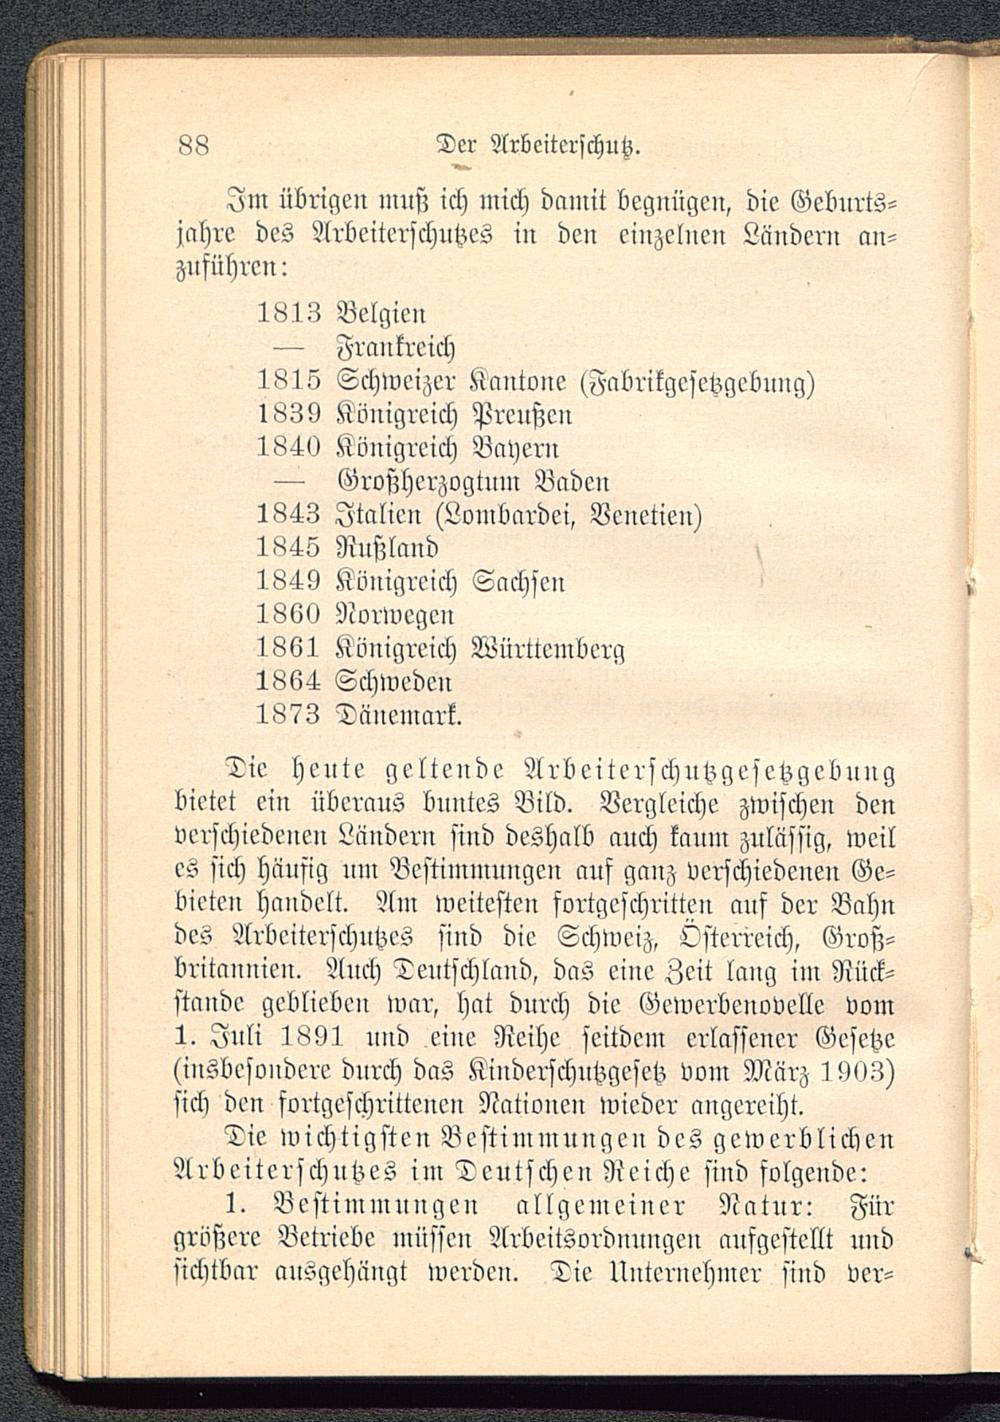 88 Der Arbeiterschutz.
Im übrigen muß ich mich damit begnügen, die Geburts-
jahre des Arbeiterschutzes in den einzelnen Ländern an-
zuführen:
1813 Belgien
— Frankreich
1815 Schweizer Kantone (Fabrikgesetzgebung)
1839 Königreich Preußen
1840 Königreich Bayern
— Großherzogtum Baden
1843 Italien (Lombardei, Venetien)
1845 Rußland
1849 Königreich Sachsen
1860 Norwegen
1861 Königreich Württemberg
1864 Schweden
1873 Dänemark.
Die heute geltende Arbeiterschutzgesetzgebung
bietet ein überaus buntes Bild. Vergleiche zwischen den
verschiedenen Ländern sind deshalb auch kaum zulässig, weil
es sich häufig um Bestimmungen auf ganz verschiedenen Ge-
bieten handelt. Am weitesten fortgeschritten auf der Bahn
des Arbeiterschutzes sind die Schweiz, Österreich, Groß-
britannien. Auch Deutschland, das eine Zeit lang im Rück-
stande geblieben war, hat durch die Gewerbenovelle vom
1. Juli 1891 und eine Reihe seitdem erlassener Gesetze
(insbesondere durch das Kinderschutzgesetz vom März 1903)
sich den fortgeschrittenen Nationen wieder angereiht.
Die wichtigsten Bestimmungen des gewerblichen
Arbeiterschutzes im Deutschen Reiche sind folgende:
1. Bestimmungen allgemeiner Natur: Für
größere Betriebe müssen Arbeitsordnungen aufgestellt und
sichtbar ausgehängt werden. Die Unternehmer sind ver-